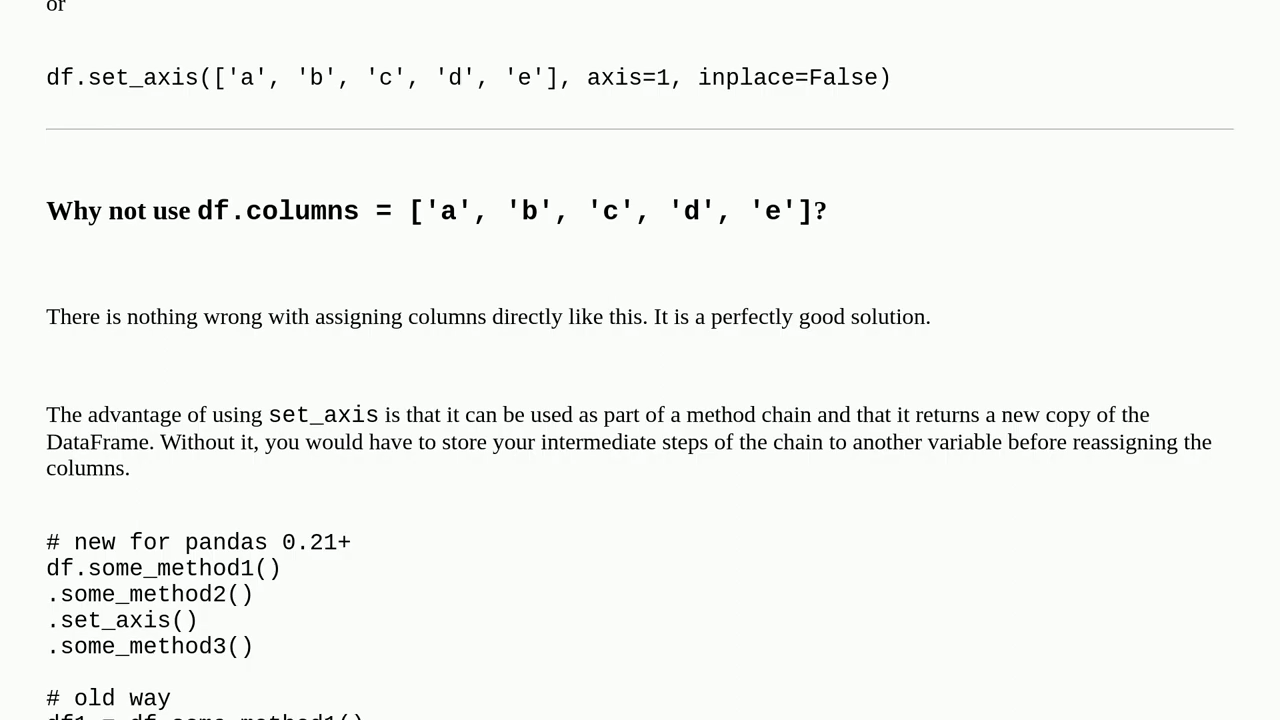 or
df.set_axis(['a', 'b', 'c', 'd', 'e'], axis=1, inplace=False)
Why not use df.columns = ['a', 'b', 'c', 'd', 'e']?
There is nothing wrong with assigning columns directly like this. It is a perfectly good solution.
The advantage of using set_axis is that it can be used as part of a method chain and that it returns a new copy of the
DataFrame. Without it, you would have to store your intermediate steps of the chain to another variable before reassigning the
columns.
# new for pandas 0.21+
df.some_method1()
.some_method2()
.set_axis()
.some_method3()
# old way
df1 = df.some_method1()